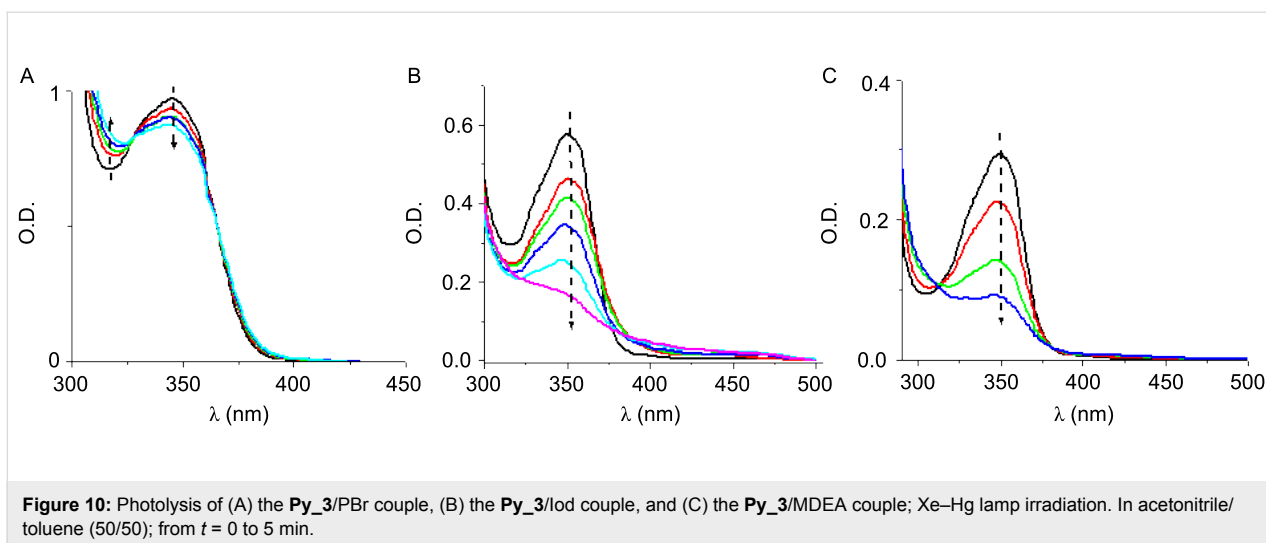 A
B
C
1
0
O.D.
300
350
400
450
λ (nm)
0.6
0.4
0.2
0.0
O.D.
300
350
400
450
500
λ (nm)
0.4
0.2
0.0
O.D.
300
350
400
450
500
λ (nm)
Figure 10: Photolysis of (A) the Py_3/PBr couple, (B) the Py_3/Iod couple, and (C) the Py_3/MDEA couple; Xe–Hg lamp irradiation. In acetonitrile/
toluene (50/50); from t = 0 to 5 min.